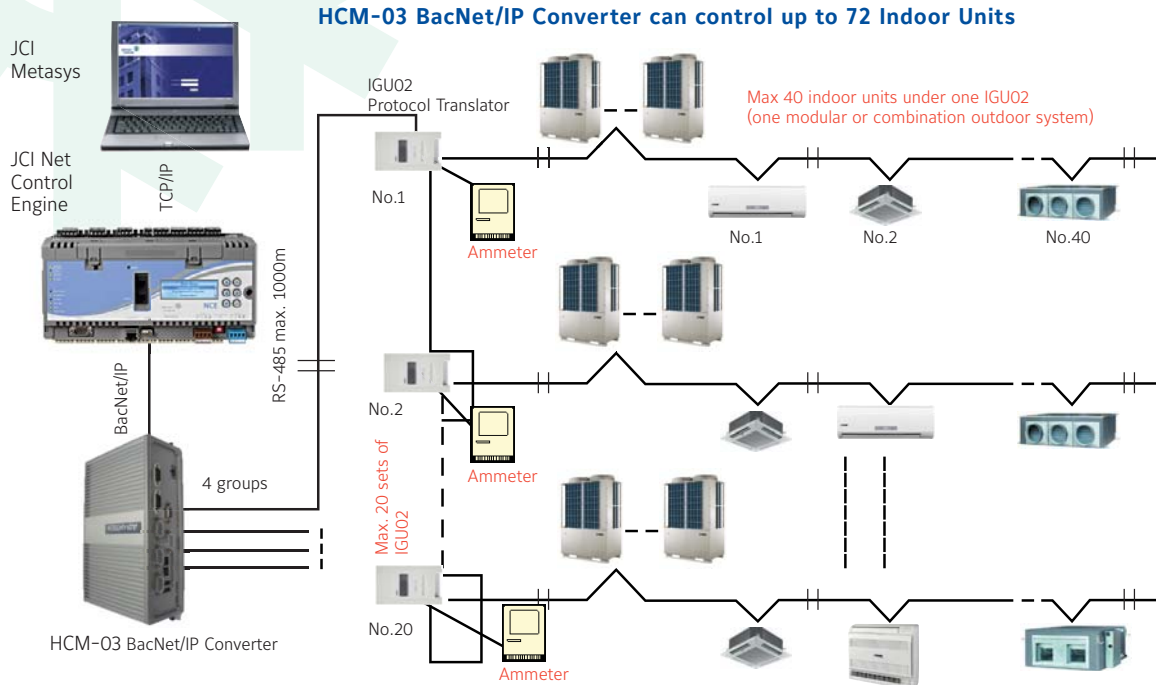 HCM-03 BacNet/IP Converter can control up to 72 Indoor Units
JCI
Metasys
IGU02
Protocol Translator
Max 40 indoor units under one IGU02
(one modular or combination outdoor system)
JCI Net
Control
Engine
TCP/IP
No.1
Ammeter
No.1
No.2
No.40
NCE
RS-485 max. 1000m
BacNet/IP
No.2
Ammeter
4 groups
Max. 20 sets of
IGU02
No.20
Ammeter
HCM-03 BacNet/IP Converter